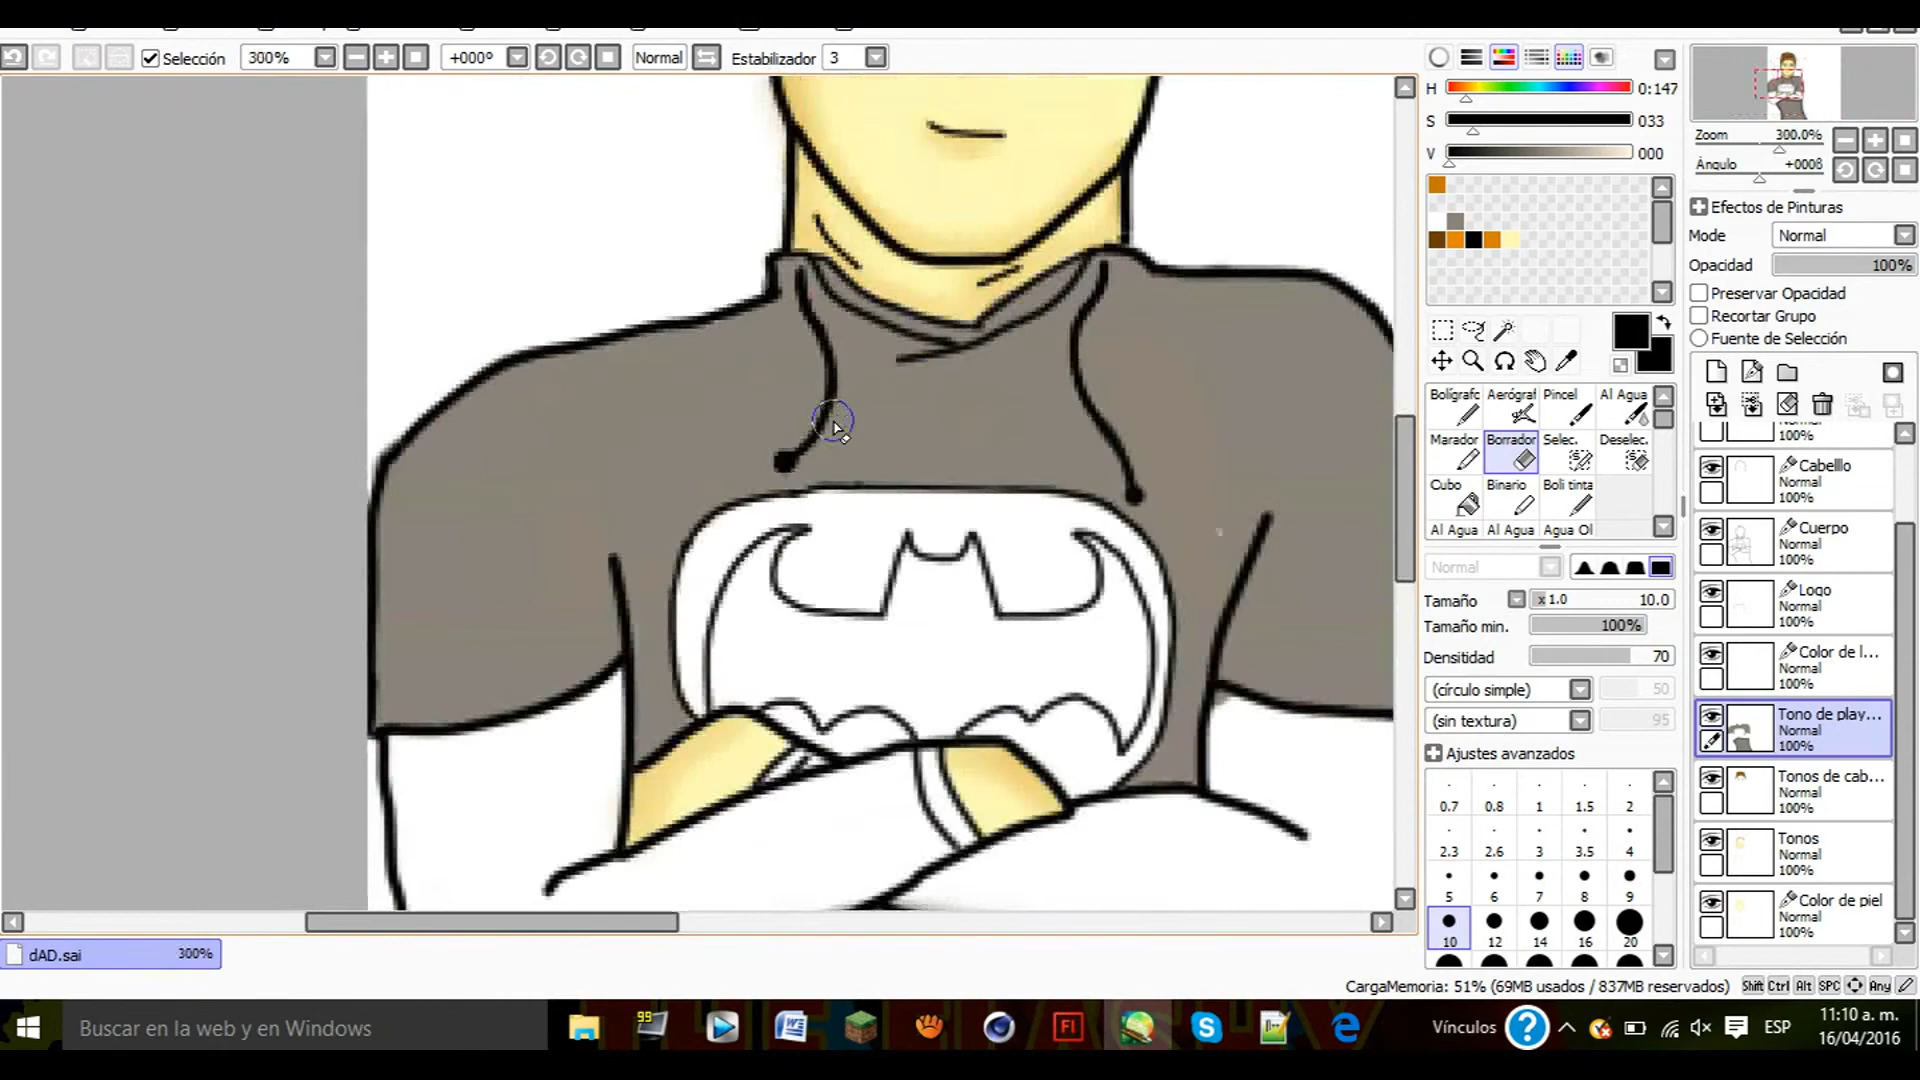 Selección 300% +000º Normal Estabilizador 3
H 0:147
S 033
V 000
Zoom 300.0%
Ángulo +000ß
Efectos de Pinturas
Mode Normal
Opacidad 100%
Preservar Opacidad
Recortar Grupo
Fuente de Selección
Bolígrafc Aerógraf Pincel Al Agua
Marador Borrador Selec. Deselec.
Cubo Binario Boli tinta
Al Agua Al Agua Agua Ol
Normal
Tamaño x 1.0 10.0
Tamaño min. 100%
Densitidad 70
(círculo simple) 50
(sin textura) 95
Ajustes avanzados
0.7 0.8 1 1.5 2
2.3 2.6 3 3.5 4
5 6 7 8 9
10 12 14 16 20
100%
Cabelllo
Normal
100%
Cuerpo
Normal
100%
Logo
Normal
100%
Color de l...
Normal
100%
Tono de play...
Normal
100%
Tonos de cab...
Normal
100%
Tonos
Normal
100%
Color de piel
Normal
100%
dAD.sai 300%
CargaMemoria: 51% (69MB usados / 837MB reservados) Shift Ctrl Alt SPC Any
Buscar en la web y en Windows
99
Fl
Vínculos
ESP
11:10 a. m.
16/04/2016